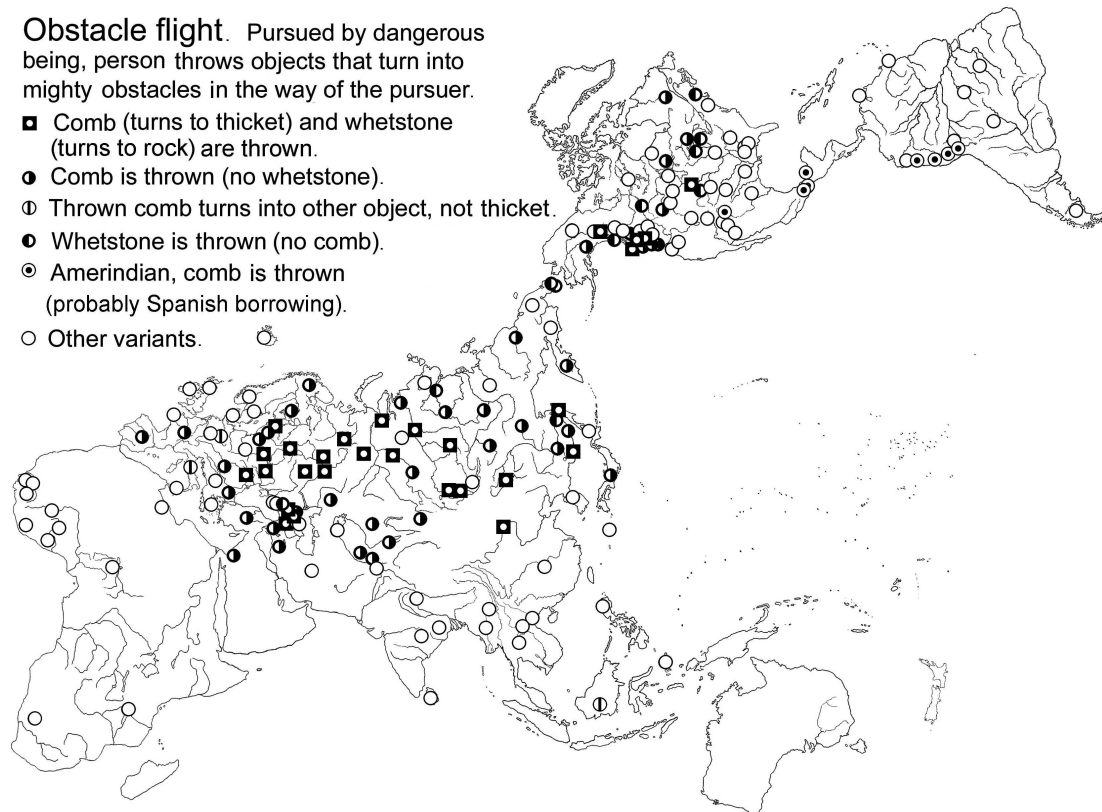 Obstacle flight. Pursued by dangerous
being, person throws objects that turn into
mighty obstacles in the way of the pursuer.
Comb (turns to thicket) and whetstone
(turns to rock) are thrown.
Comb is thrown (no whetstone).
Thrown comb turns into other object, not thicket.
Whetstone is thrown (no comb).
Amerindian, comb is thrown
(probably Spanish borrowing).
Other variants.